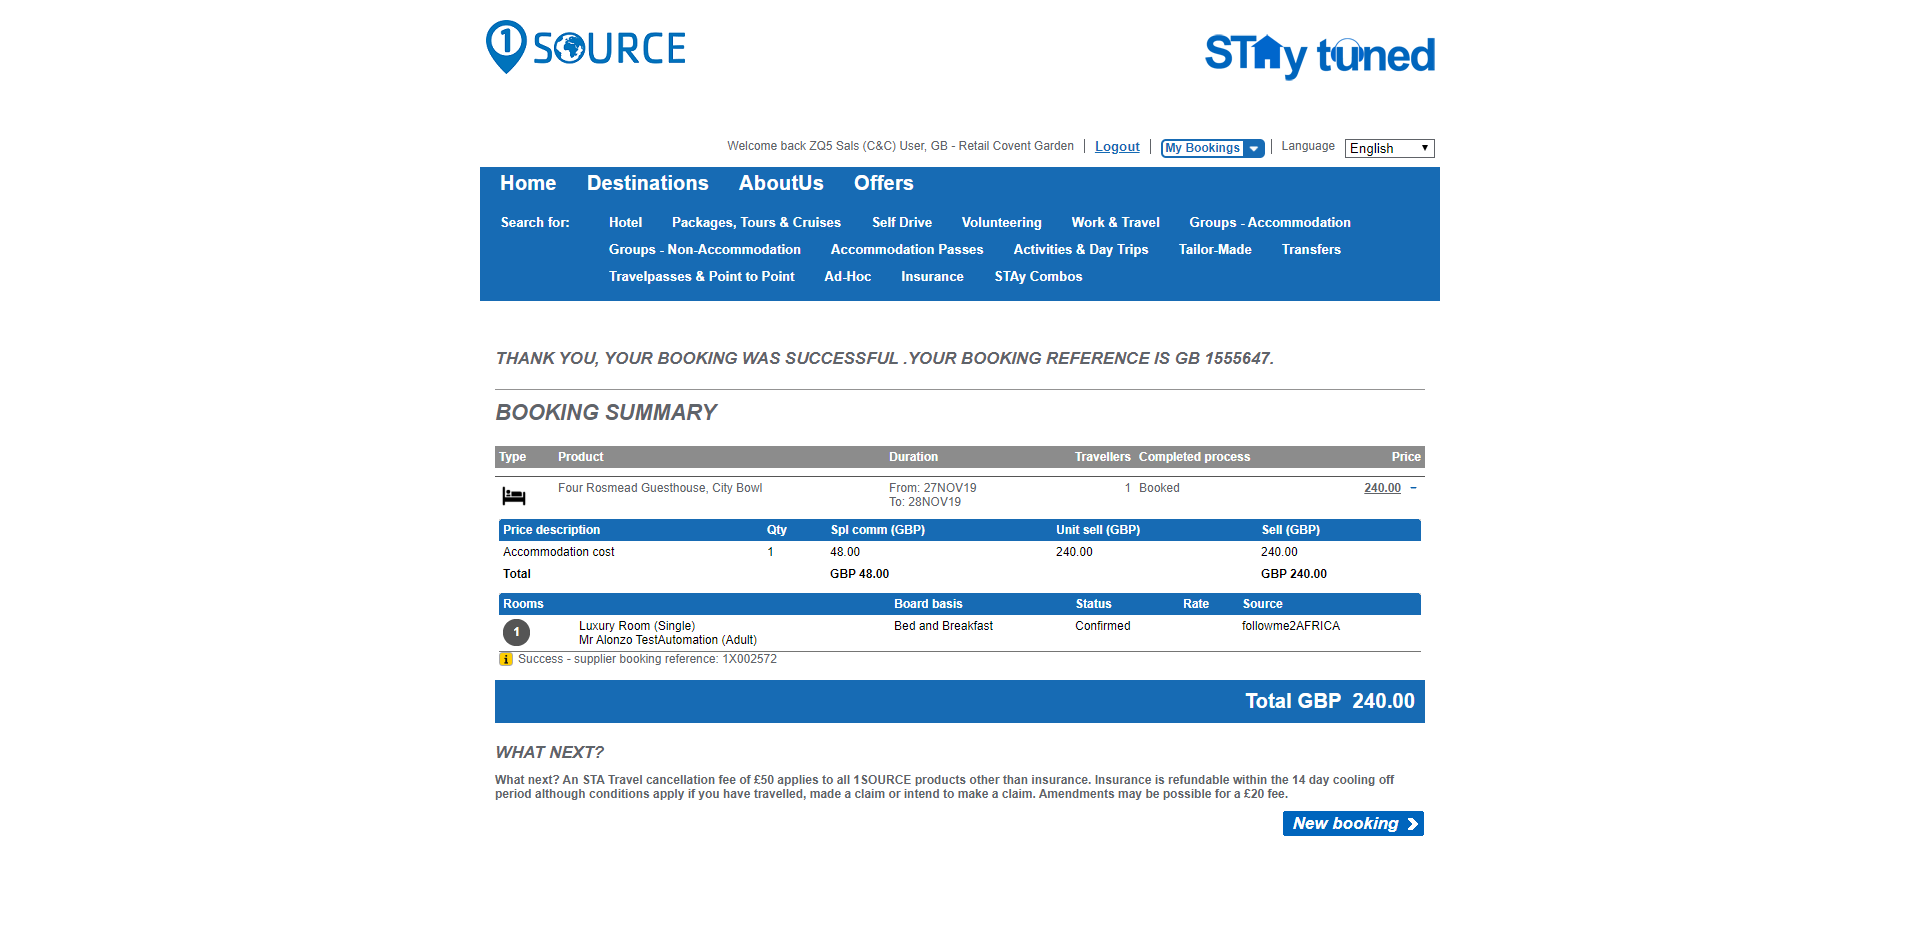 1 SOURCE
STAy tuned
Welcome back ZQ5 Sals (C&C) User, GB - Retail Covent Garden | Logout | My Bookings | Language English
Home Destinations AboutUs Offers
Search for: Hotel Packages, Tours & Cruises Self Drive Volunteering Work & Travel Groups - Accommodation
Groups - Non-Accommodation Accommodation Passes Activities & Day Trips Tailor-Made Transfers
Travelpasses & Point to Point Ad-Hoc Insurance STAy Combos
THANK YOU, YOUR BOOKING WAS SUCCESSFUL .YOUR BOOKING REFERENCE IS GB 1555647.
BOOKING SUMMARY
Type Product Duration Travellers Completed process Price
Four Rosmead Guesthouse, City Bowl From: 27NOV19 1 Booked 240.00 –
To: 28NOV19
Price description Qty Spl comm (GBP) Unit sell (GBP) Sell (GBP)
Accommodation cost 1 48.00 240.00 240.00
Total GBP 48.00 GBP 240.00
Rooms Board basis Status Rate Source
1 Luxury Room (Single) Bed and Breakfast Confirmed followme2AFRICA
Mr Alonzo TestAutomation (Adult)
i Success - supplier booking reference: 1X002572
Total GBP 240.00
WHAT NEXT?
What next? An STA Travel cancellation fee of £50 applies to all 1SOURCE products other than insurance. Insurance is refundable within the 14 day cooling off
period although conditions apply if you have travelled, made a claim or intend to make a claim. Amendments may be possible for a £20 fee.
New booking